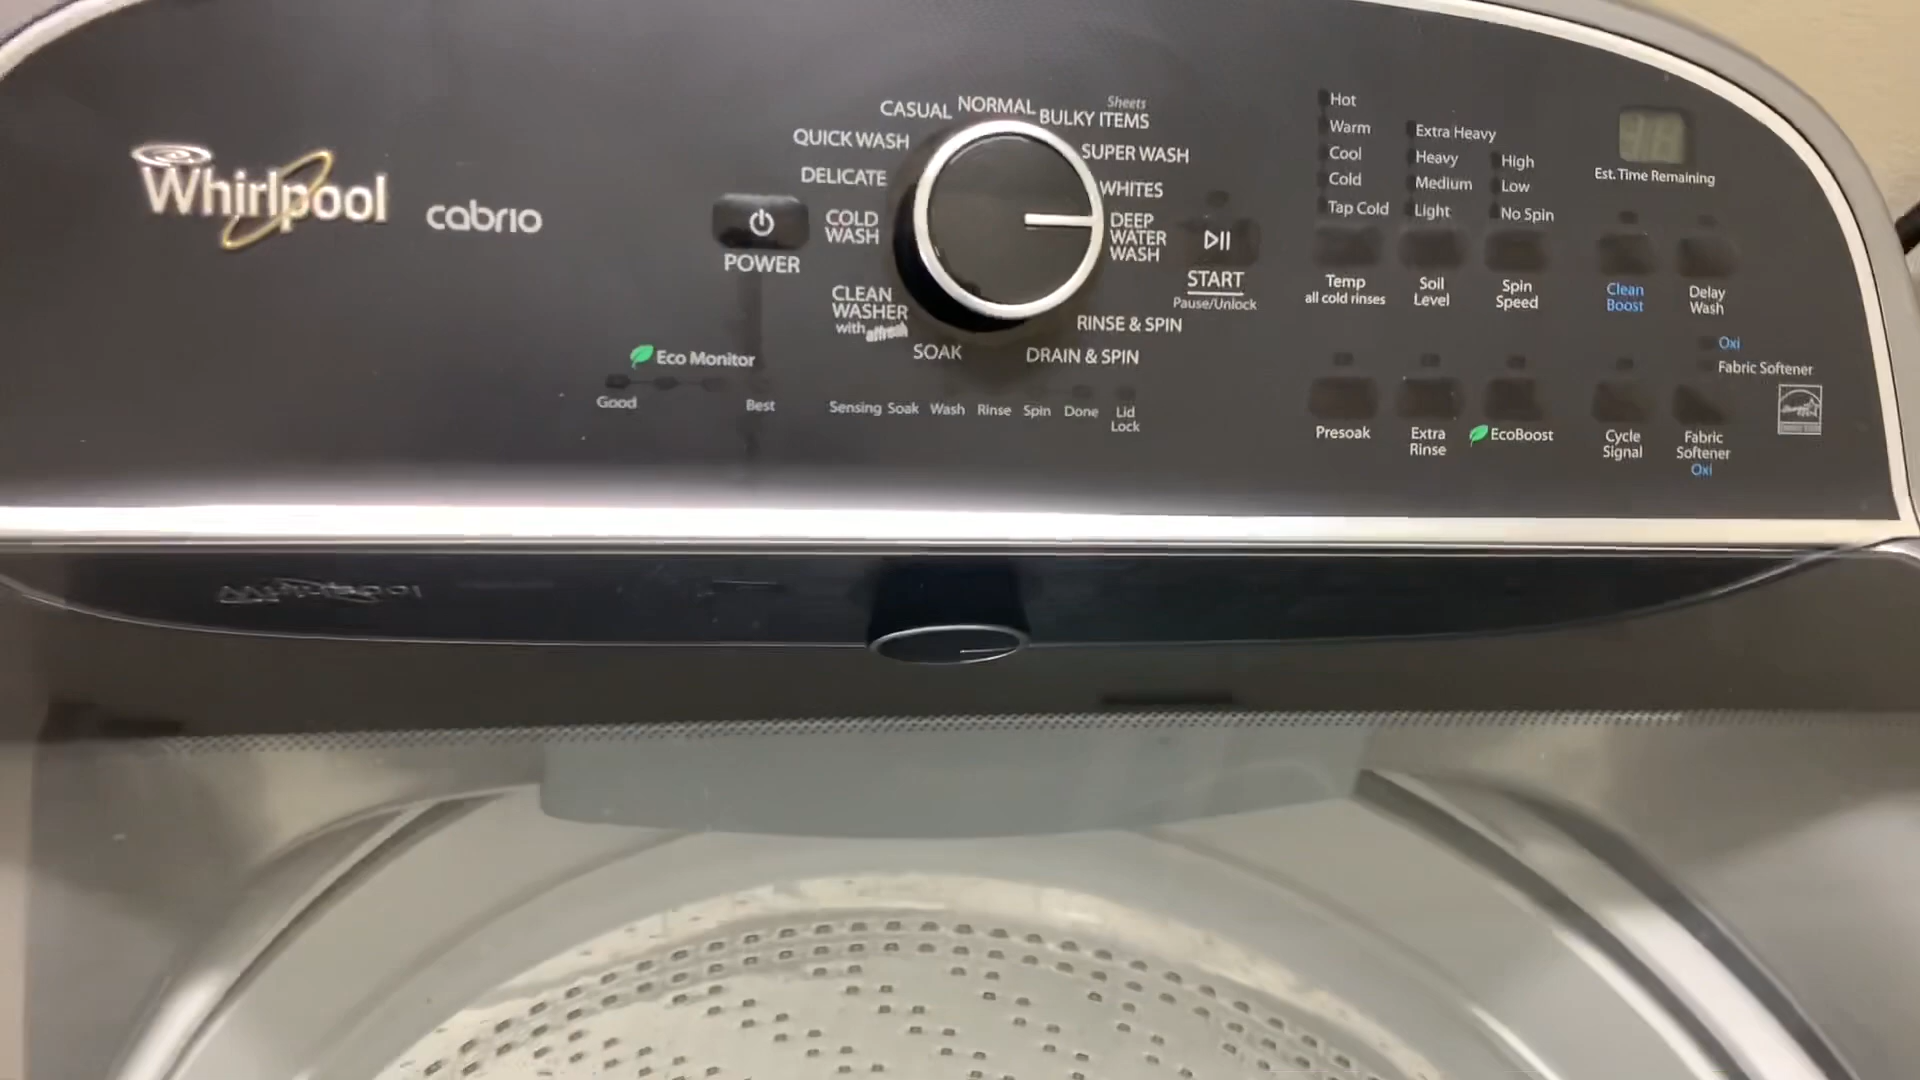 Whirlpool
cabrio
POWER
Eco Monitor
Good
Best
CASUAL
NORMAL
Sheets
BULKY ITEMS
QUICK WASH
SUPER WASH
DELICATE
WHITES
COLD
WASH
DEEP
WATER
WASH
CLEAN
WASHER
with affresh
SOAK
DRAIN & SPIN
RINSE & SPIN
START
Pause/Unlock
Sensing
Soak
Wash
Rinse
Spin
Done
Lid
Lock
Hot
Warm
Cool
Cold
Tap Cold
Temp
all cold rinses
Extra Heavy
Heavy
Medium
Light
Soil
Level
High
Low
No Spin
Spin
Speed
Est. Time Remaining
Clean
Boost
Delay
Wash
Oxi
Fabric Softener
Presoak
Extra
Rinse
EcoBoost
Cycle
Signal
Fabric
Softener
Oxi